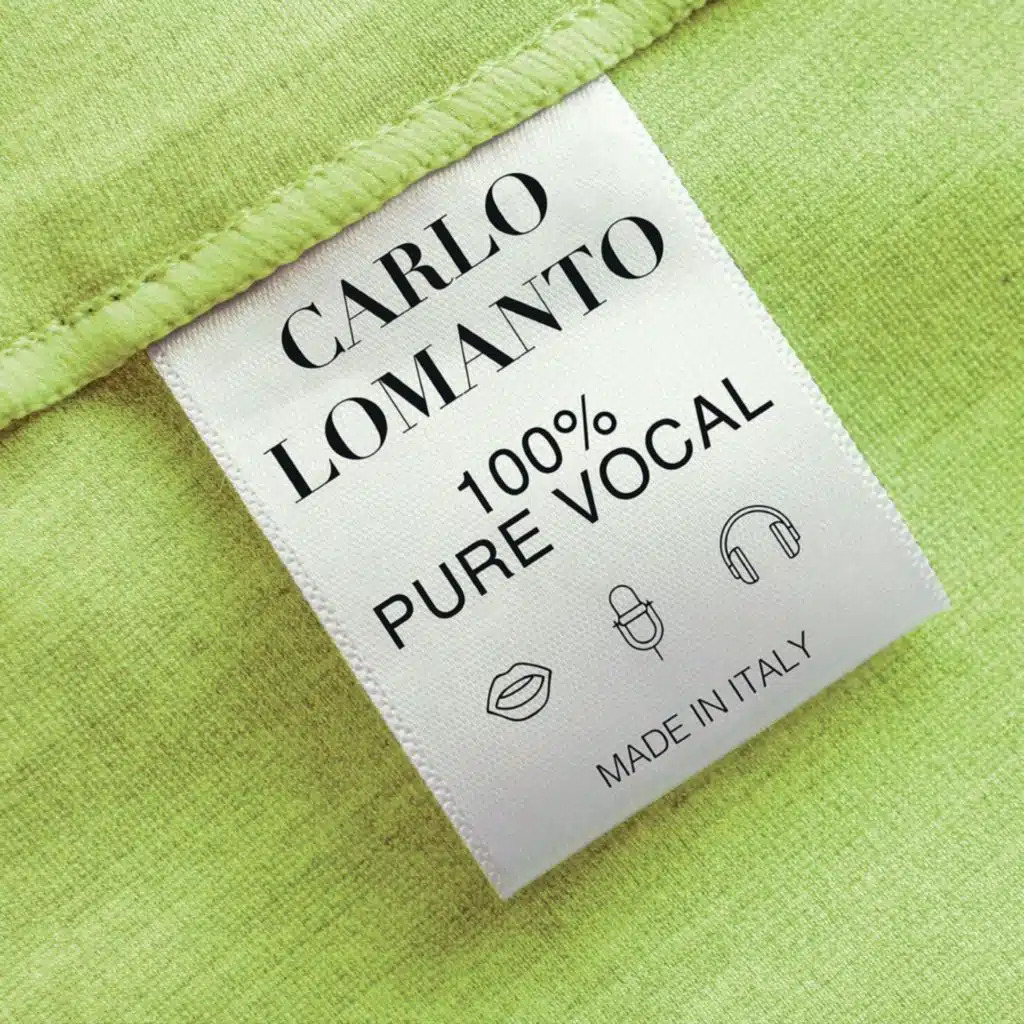 CARLO
LOMANTO
100%
PURE VOCAL
MADE IN ITALY